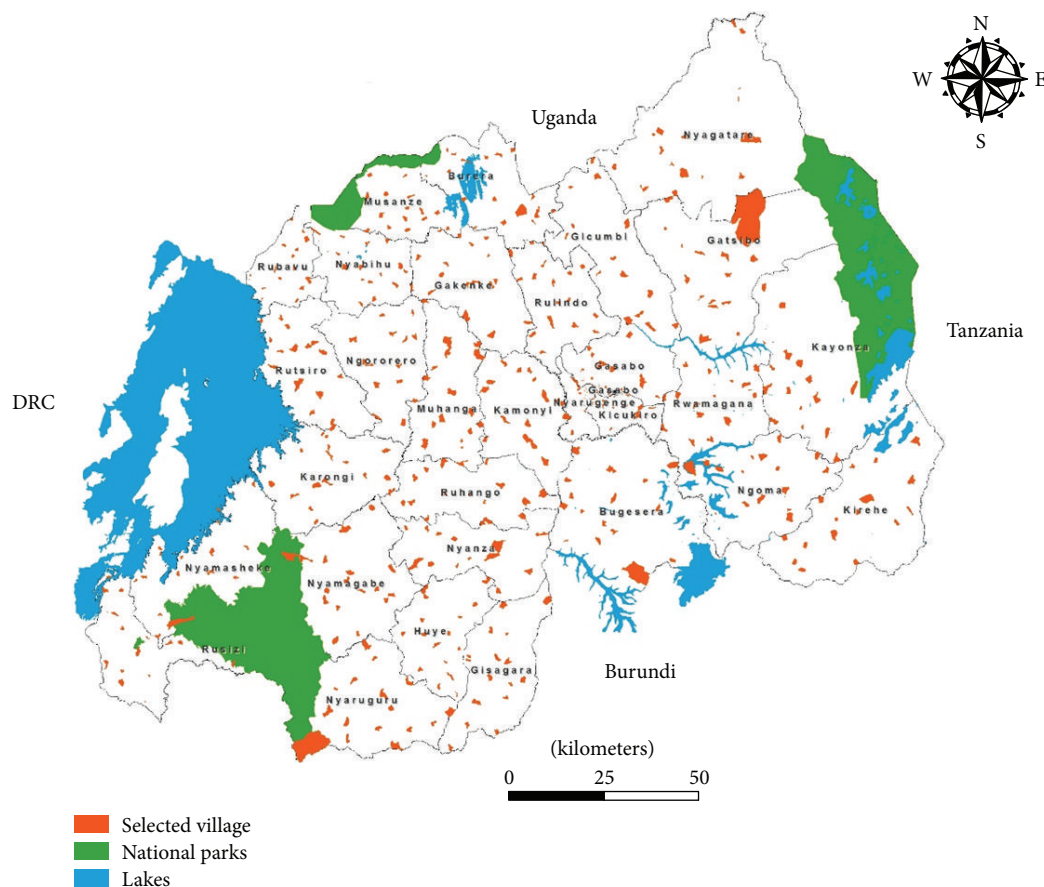 N
W E
S
Uganda
Nyagatare
Burera
Musanze
Gicumbi
Gatsibo
Rubavu
Nyabihu
Gakenke
Rulindo
Tanzania
Kayonza
Ngororero
Rutsiro
Gasabo
Gasabo
DRC
Muhanga
Kamonyi
Nyarugenge
Kicukiro
Rwamagana
Karongi
Ruhango
Ngoma
Bugesera
Kirehe
Nyanza
Nyamasheke
Nyamagabe
Huye
Rusizi
Gisagara
Burundi
Nyaruguru
(kilometers)
0 25 50
Selected village
National parks
Lakes